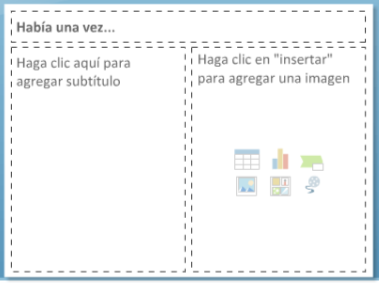 Había una vez...
Haga clic aquí para
agregar subtítulo
Haga clic en "insertar"
para agregar una imagen